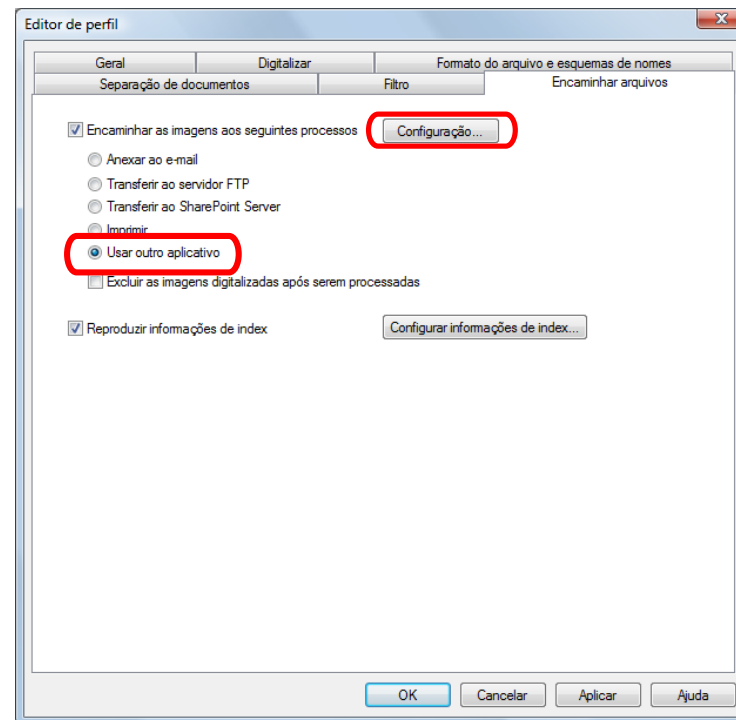 Editor de perfil
X
Geral Digitalizar Formato do arquivo e esquemas de nomes
Separação de documentos Filtro Encaminhar arquivos
Encaminhar as imagens aos seguintes processos Configuração...
Anexar ao e-mail
Transferir ao servidor FTP
Transferir ao SharePoint Server
Imprimir
Usar outro aplicativo
Excluir as imagens digitalizadas após serem processadas
Reproduzir informações de index Configurar informações de index...
OK Cancelar Aplicar Ajuda